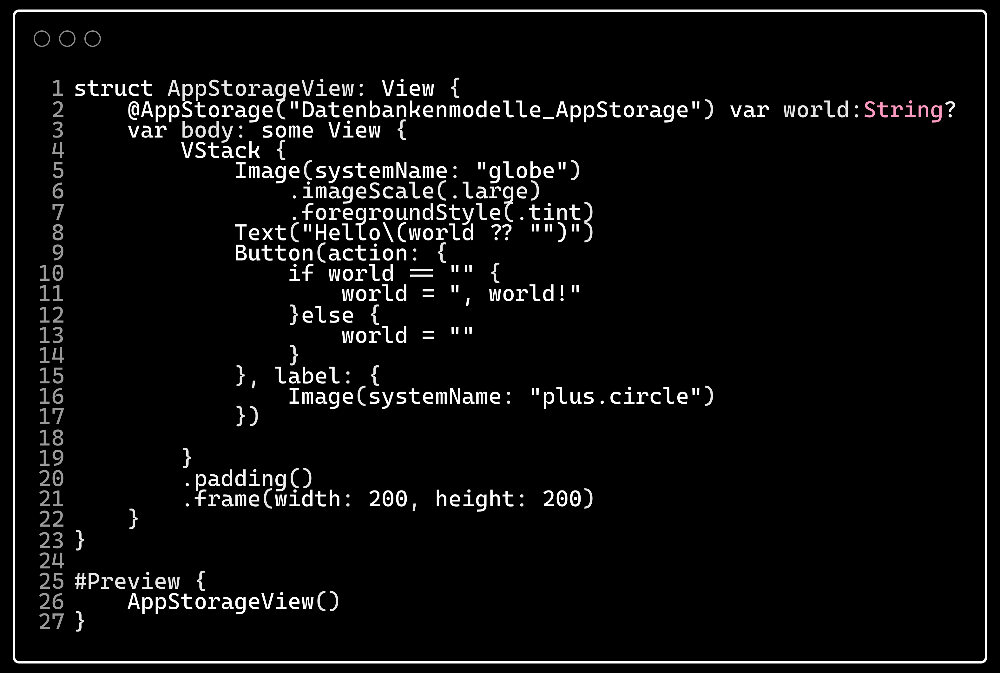 1 struct AppStorageView: View {
2     @AppStorage("Datenbankenmodelle_AppStorage") var world:String?
3     var body: some View {
4         VStack {
5             Image(systemName: "globe")
6                 .imageScale(.large)
7                 .foregroundStyle(.tint)
8             Text("Hello\(world ?? "")")
9             Button(action: {
10                 if world == "" {
11                     world = ", world!"
12                 }else {
13                     world = ""
14                 }
15             }, label: {
16                 Image(systemName: "plus.circle")
17             })
18
19         }
20         .padding()
21         .frame(width: 200, height: 200)
22     }
23 }
24
25 #Preview {
26     AppStorageView()
27 }